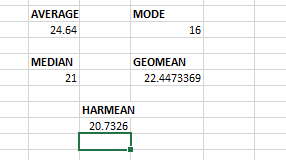 AVERAGE MODE
24.64 16
MEDIAN GEOMEAN
21 22.4473369
HARMEAN
20.7326